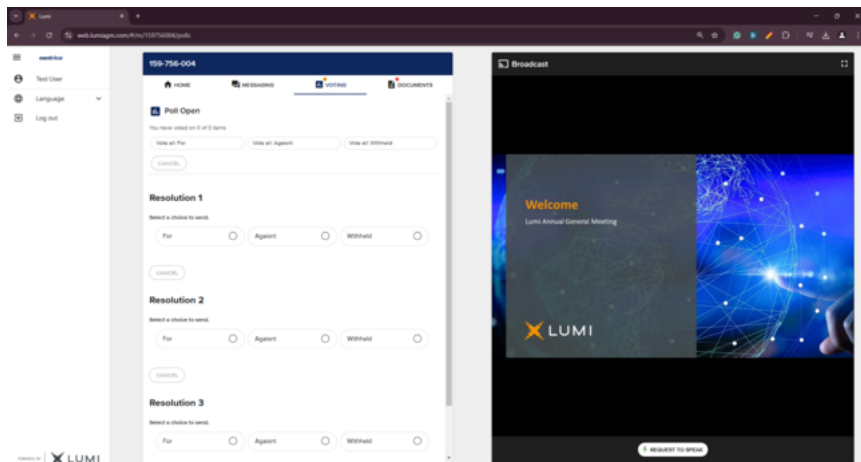 Lumi
web.lumiagm.com/#/m/159756004/polls
centrica
Test User
Language
Log out
POWERED BY LUMI
159-756-004
HOME MESSAGING VOTING DOCUMENTS
Poll Open
You have voted on 0 of 3 items
Vote all: For Vote all: Against Vote all: Withheld
CANCEL
Resolution 1
Select a choice to send.
For Against Withheld
CANCEL
Resolution 2
Select a choice to send.
For Against Withheld
CANCEL
Resolution 3
Select a choice to send.
For Against Withheld
Broadcast
Welcome
Lumi Annual General Meeting
LUMI
REQUEST TO SPEAK